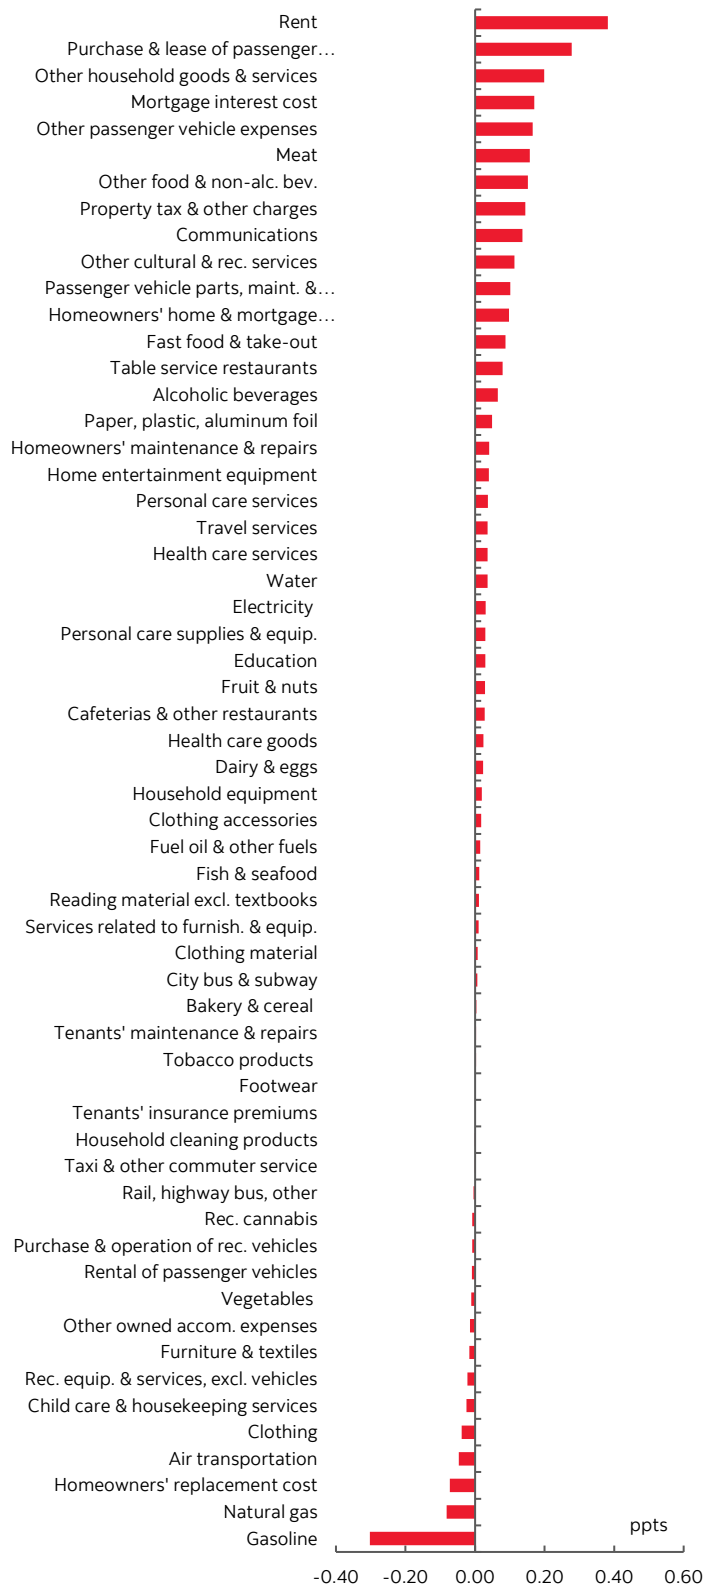 Rent
Purchase & lease of passenger…
Other household goods & services
Mortgage interest cost
Other passenger vehicle expenses
Meat
Other food & non-alc. bev.
Property tax & other charges
Communications
Other cultural & rec. services
Passenger vehicle parts, maint. &…
Homeowners' home & mortgage…
Fast food & take-out
Table service restaurants
Alcoholic beverages
Paper, plastic, aluminum foil
Homeowners' maintenance & repairs
Home entertainment equipment
Personal care services
Travel services
Health care services
Water
Electricity
Personal care supplies & equip.
Education
Fruit & nuts
Cafeterias & other restaurants
Health care goods
Dairy & eggs
Household equipment
Clothing accessories
Fuel oil & other fuels
Fish & seafood
Reading material excl. textbooks
Services related to furnish. & equip.
Clothing material
City bus & subway
Bakery & cereal
Tenants' maintenance & repairs
Tobacco products
Footwear
Tenants' insurance premiums
Household cleaning products
Taxi & other commuter service
Rail, highway bus, other
Rec. cannabis
Purchase & operation of rec. vehicles
Rental of passenger vehicles
Vegetables
Other owned accom. expenses
Furniture & textiles
Rec. equip. & services, excl. vehicles
Child care & housekeeping services
Clothing
Air transportation
Homeowners' replacement cost
Natural gas
ppts
Gasoline
-0.40 -0.20 0.00 0.20 0.40 0.60